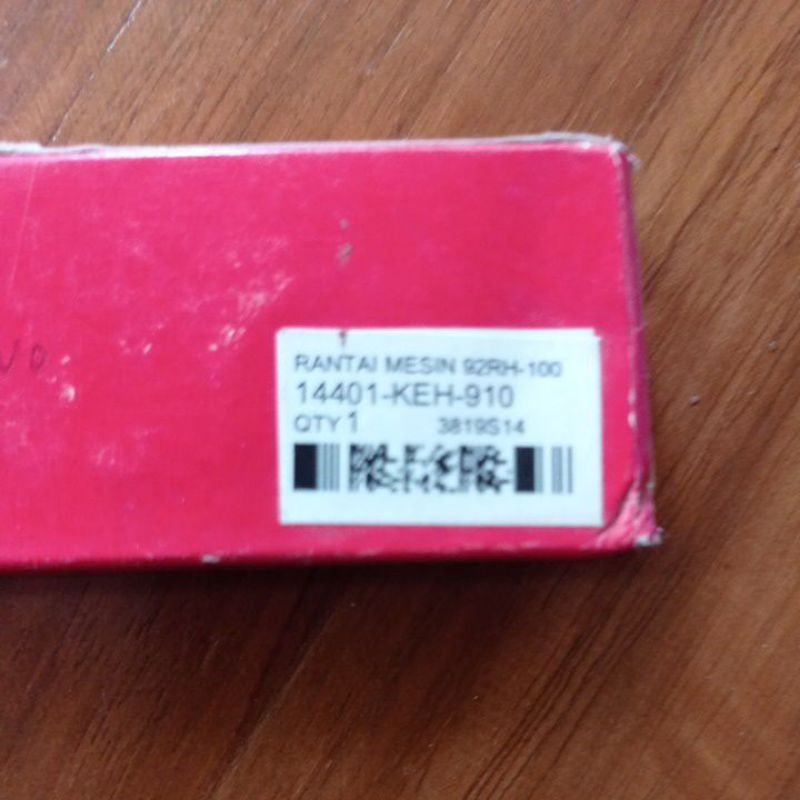 RANTAI MESIN 92RH-100
14401-KEH-910
QTY 1 3819S14